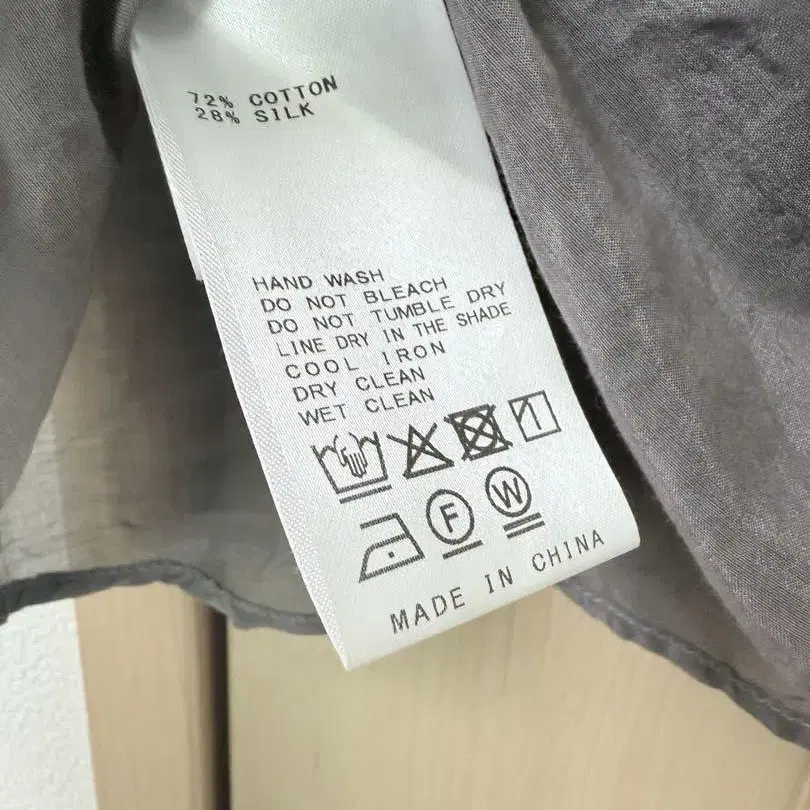 72% COTTON
28% SILK
HAND WASH
DO NOT BLEACH
DO NOT TUMBLE DRY
LINE DRY IN THE SHADE
COOL IRON
DRY CLEAN
WET CLEAN
F W
MADE IN CHINA